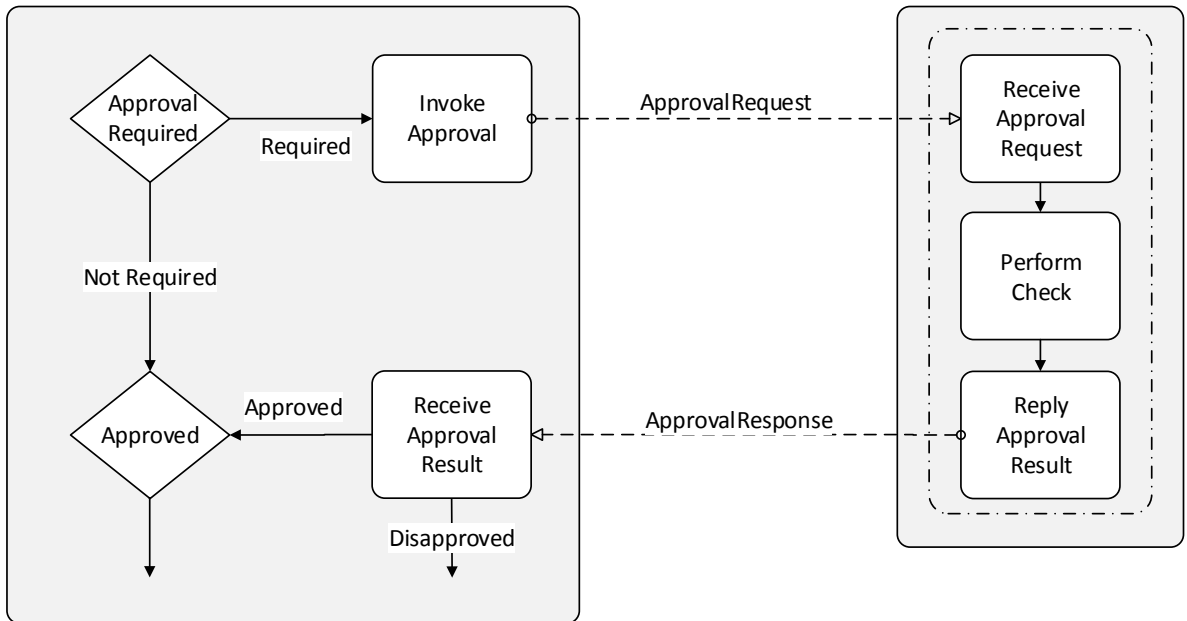 Approval
Required
Required
Invoke
Approval
ApprovalRequest
Receive
Approval
Request
Not Required
Perform
Check
Approved
Approved
Receive
Approval
Result
Disapproved
ApprovalResponse
Reply
Approval
Result